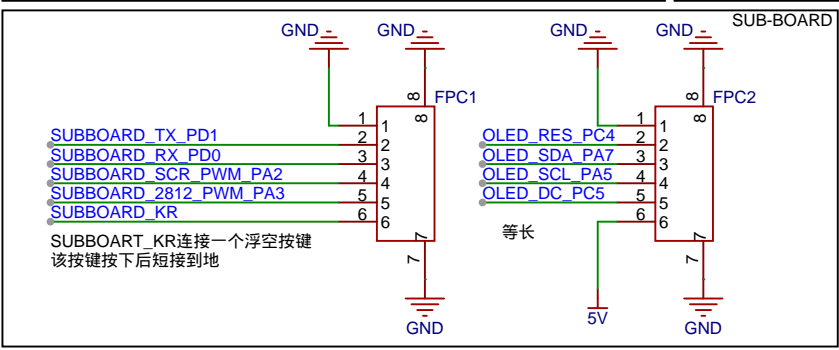 SUB-BOARD
GND
GND
GND
GND
8
FPC1
8
8
FPC2
8
1
1
1
1
SUBBOARD_TX_PD1
2
2
OLED_RES_PC4
2
2
SUBBOARD_RX_PD0
3
3
OLED_SDA_PA7
3
3
SUBBOARD_SCR_PWM_PA2
4
4
OLED_SCL_PA5
4
4
SUBBOARD_2812_PWM_PA3
5
5
OLED_DC_PC5
5
5
SUBBOARD_KR
6
6
6
6
SUBBOART_KR连接一个浮空按键
该按键按下后短接到地
等长
7
7
7
7
5V
GND
GND